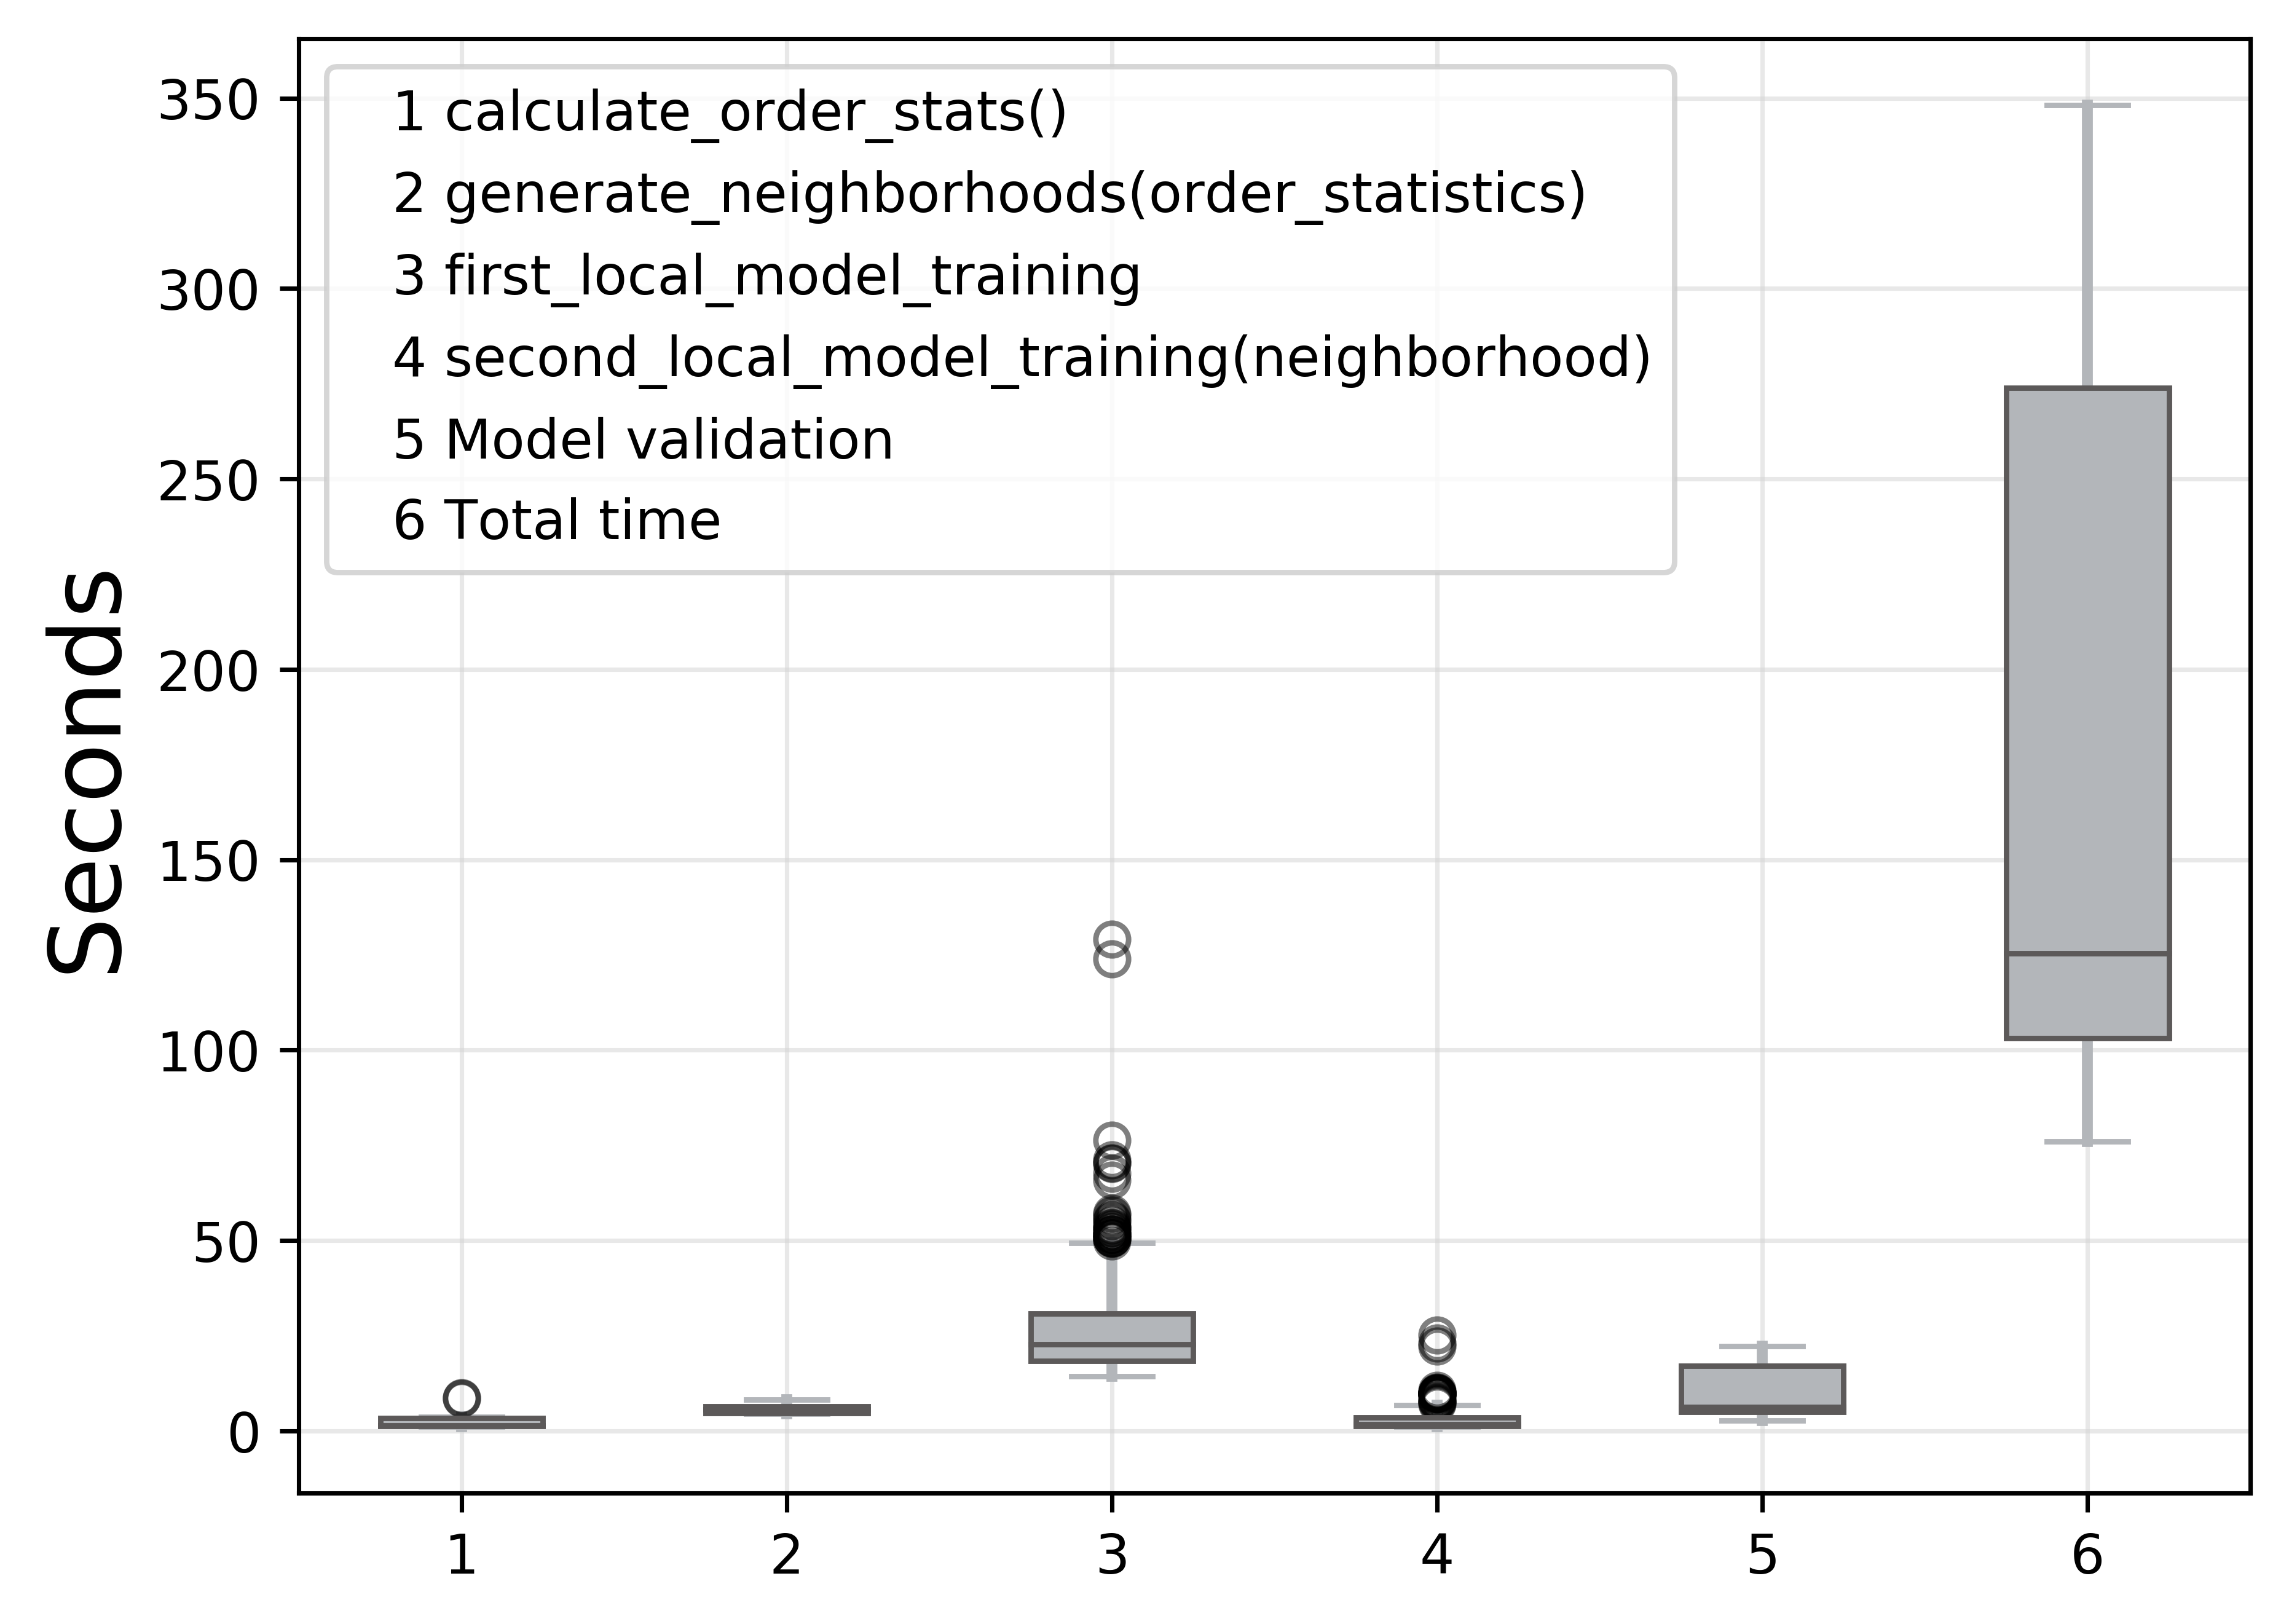 350
300
250
200
150
100
50
0
Seconds
1 calculate_order_stats()
2 generate_neighborhoods(order_statistics)
3 first_local_model_training
4 second_local_model_training(neighborhood)
5 Model validation
6 Total time
1 2 3 4 5 6